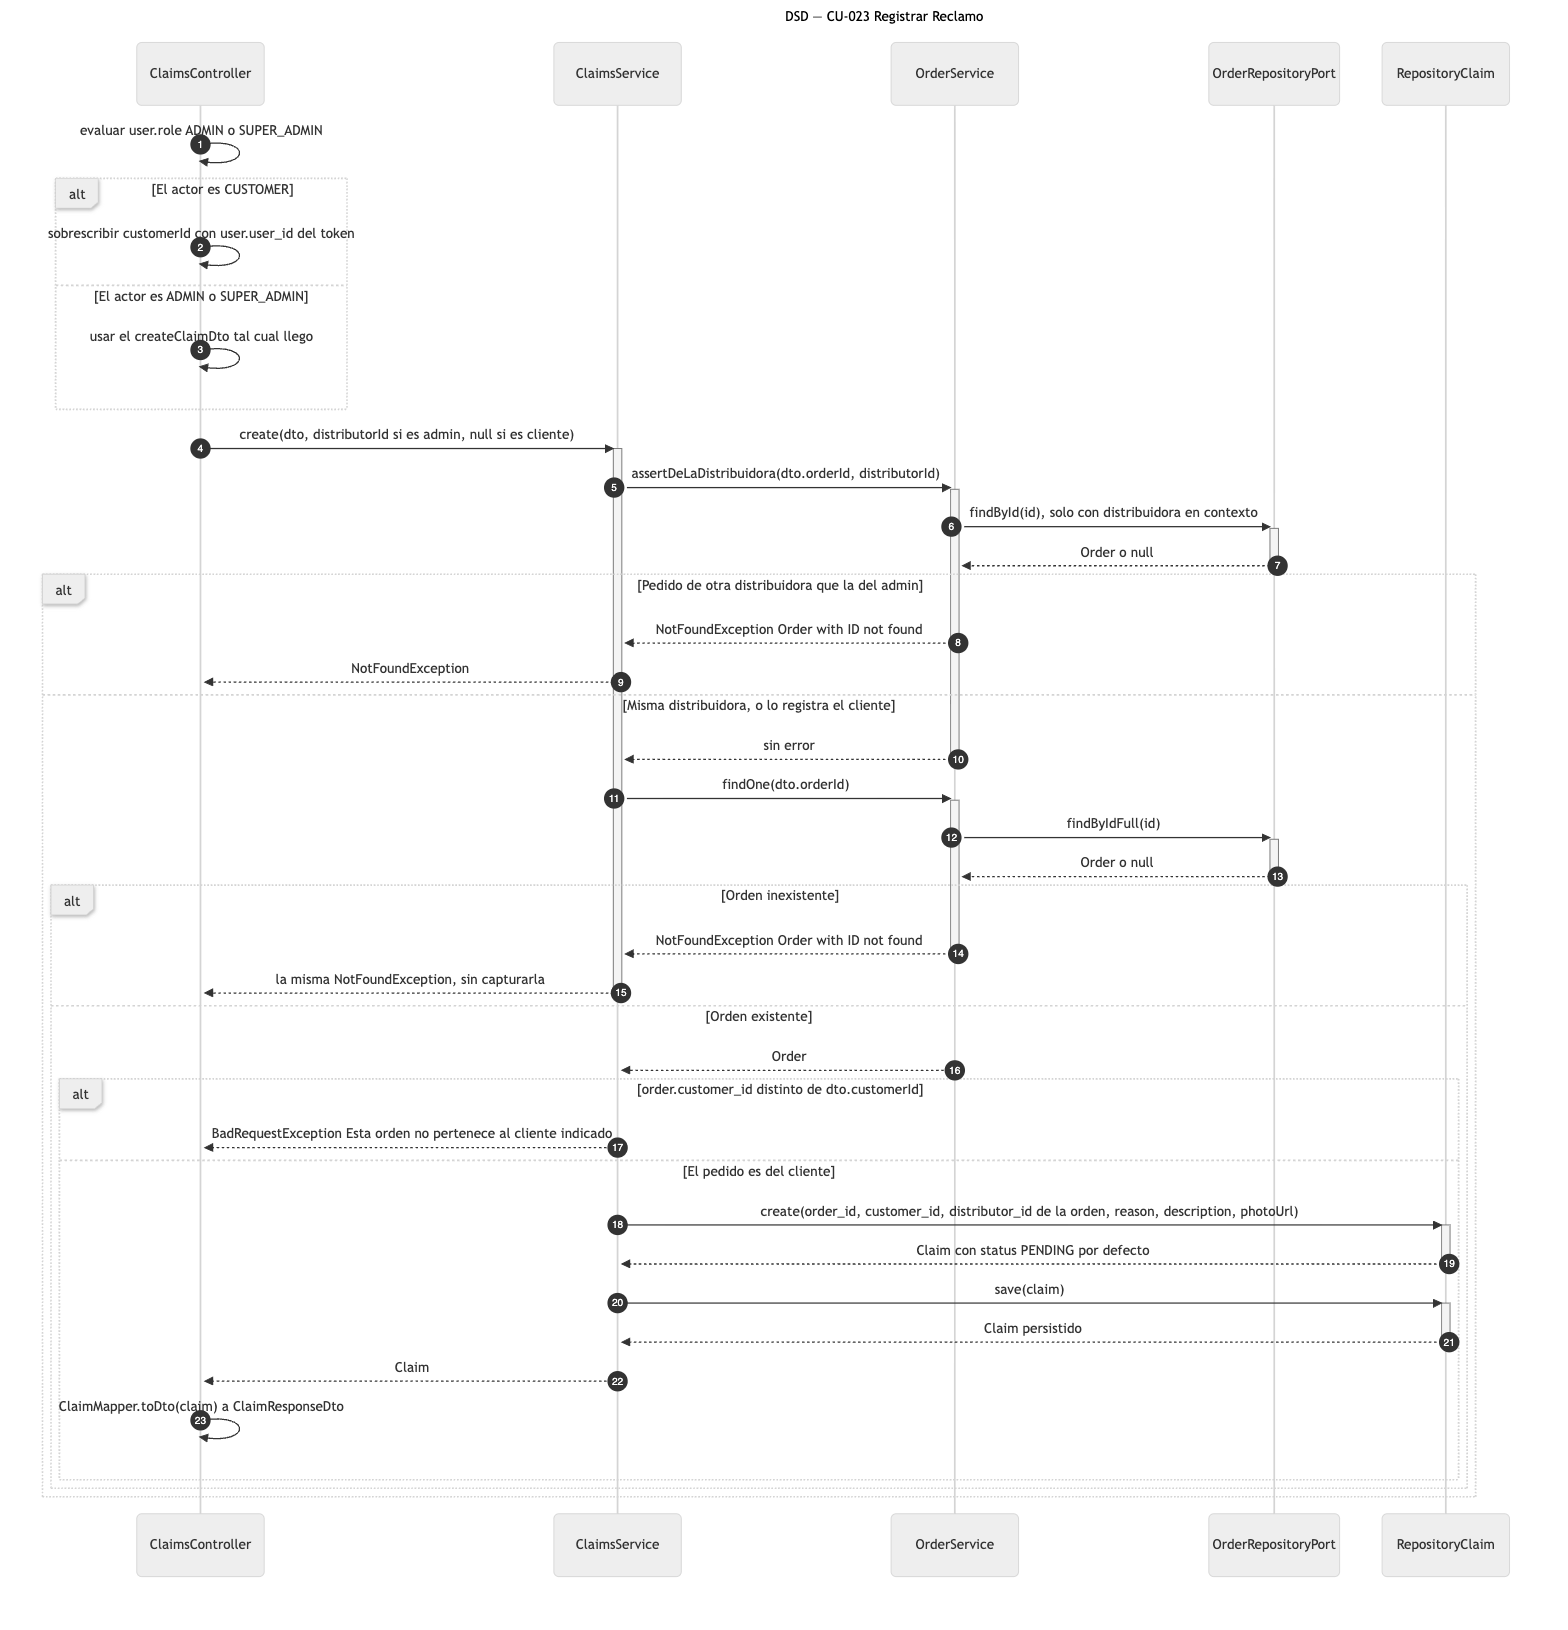 DSD — CU-023 Registrar Reclamo
ClaimsController
ClaimsService
OrderService
OrderRepositoryPort
RepositoryClaim
evaluar user.role ADMIN o SUPER_ADMIN
1
alt
[El actor es CUSTOMER]
sobrescribir customerId con user.user_id del token
2
[El actor es ADMIN o SUPER_ADMIN]
usar el createClaimDto tal cual llego
3
create(dto, distributorId si es admin, null si es cliente)
4
assertDeLaDistribuidora(dto.orderId, distributorId)
5
findById(id), solo con distribuidora en contexto
6
Order o null
7
alt
[Pedido de otra distribuidora que la del admin]
NotFoundException Order with ID not found
8
NotFoundException
9
[Misma distribuidora, o lo registra el cliente]
sin error
10
findOne(dto.orderId)
11
findByIdFull(id)
12
Order o null
13
alt
[Orden inexistente]
NotFoundException Order with ID not found
14
la misma NotFoundException, sin capturarla
15
[Orden existente]
Order
16
alt
[order.customer_id distinto de dto.customerId]
BadRequestException Esta orden no pertenece al cliente indicado
17
[El pedido es del cliente]
create(order_id, customer_id, distributor_id de la orden, reason, description, photoUrl)
18
Claim con status PENDING por defecto
19
save(claim)
20
Claim persistido
21
Claim
22
ClaimMapper.toDto(claim) a ClaimResponseDto
23
ClaimsController
ClaimsService
OrderService
OrderRepositoryPort
RepositoryClaim